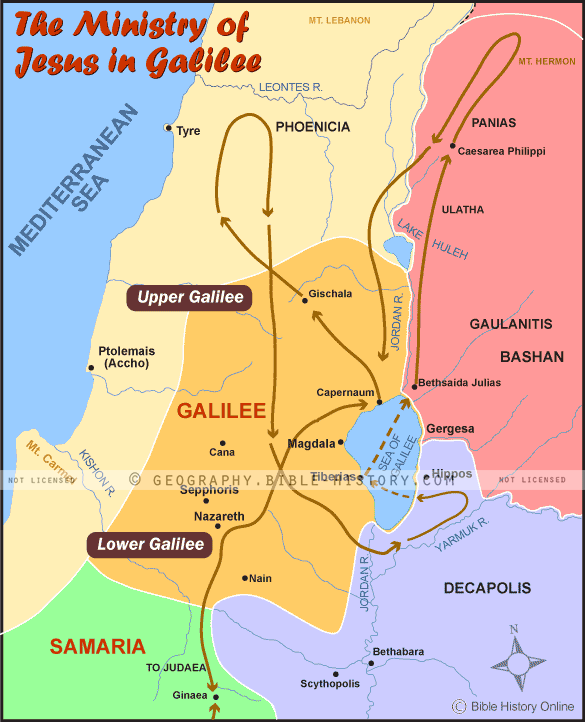 The Ministry of
Jesus in Galilee
MT. LEBANON
MT. HERMON
LEONTES R.
Tyre
PHOENICIA
PANIAS
Caesarea Philippi
MEDITERRANEAN
SEA
ULATHA
LAKE HULEH
Upper Galilee
Gischala
JORDAN R.
GAULANITIS
BASHAN
Ptolemais
(Accho)
Bethsaida Julias
Capernaum
GALILEE
Gergesa
Magdala
SEA OF
GALILEE
Cana
Mt. Carmel
KISHON R.
Tiberias
Hippos
NOT LICENSED
© GEOGRAPHY.BIBLE-HISTORY.COM
NOT LICENSED
Sepphoris
Nazareth
YARMUK R.
Lower Galilee
Nain
JORDAN R.
DECAPOLIS
SAMARIA
N
Bethabara
TO JUDAEA
Scythopolis
Ginaea
© Bible History Online